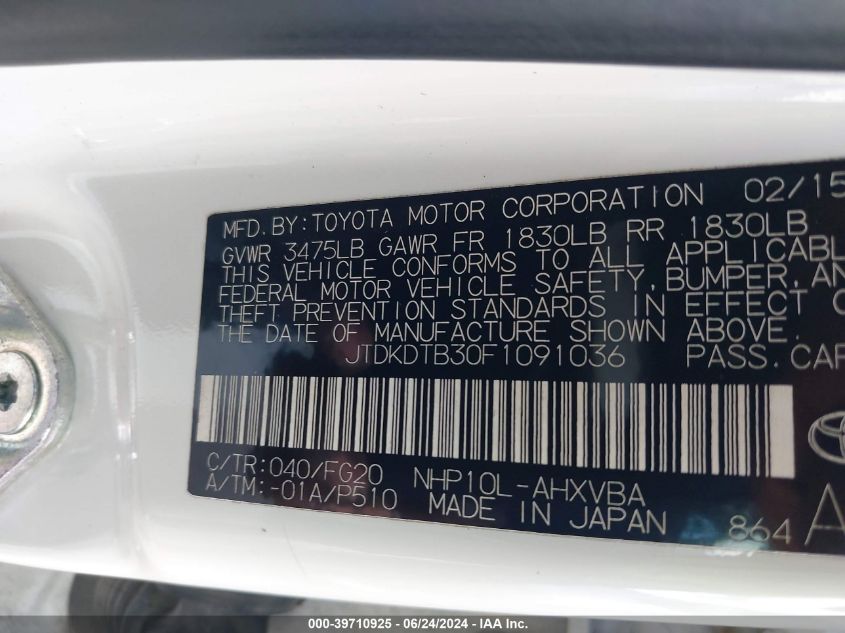 MFD. BY: TOYOTA MOTOR CORPORATION 02/15
GVWR 3475LB GAWR FR 1830LB RR 1830LB
THIS VEHICLE CONFORMS TO ALL APPLICABL
FEDERAL MOTOR VEHICLE SAFETY, BUMPER, AN
THEFT PREVENTION STANDARDS IN EFFECT O
THE DATE OF MANUFACTURE SHOWN ABOVE.
JTDKDTB30F1091036 PASS. CAR
C/TR: 040/FG20 NHP10L-AHXVBA
A/TM: -01A/P510 MADE IN JAPAN 864 A
000-39710925 - 06/24/2024 - IAA Inc.